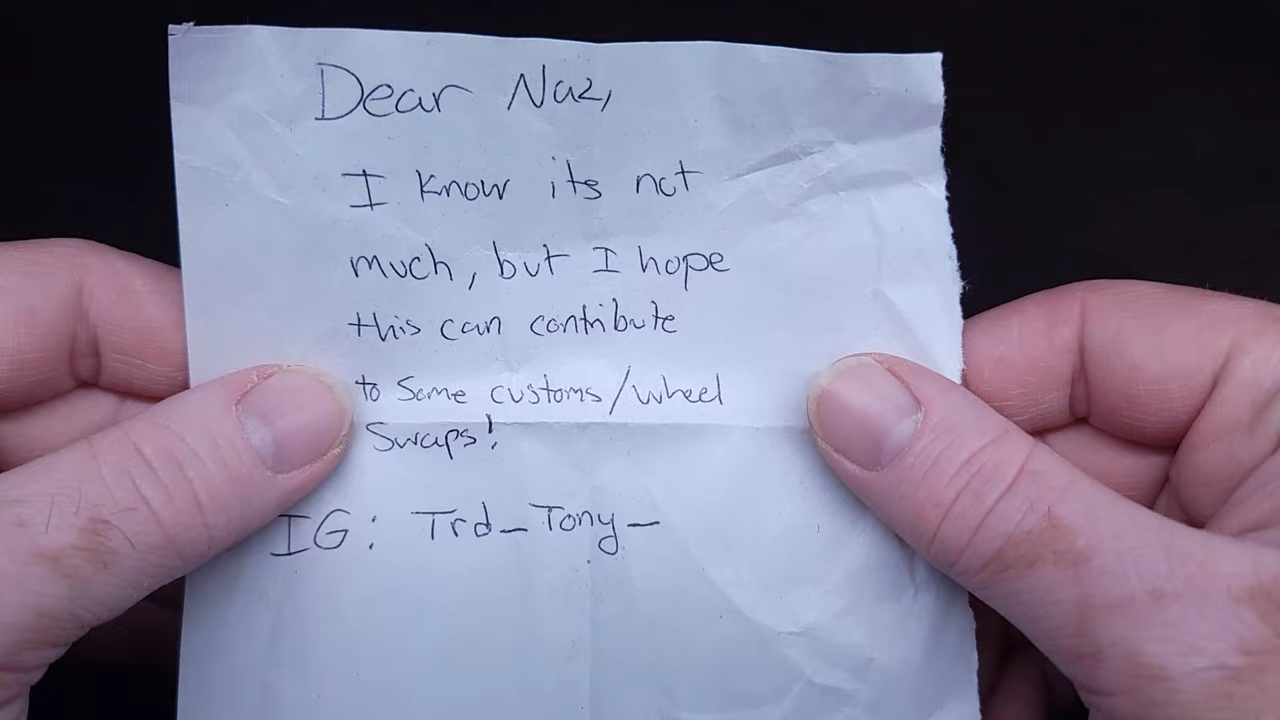 Dear Naz,
I know its not
much, but I hope
this can contribute
to some customs/wheel
swaps!
IG: Trd_Tony_